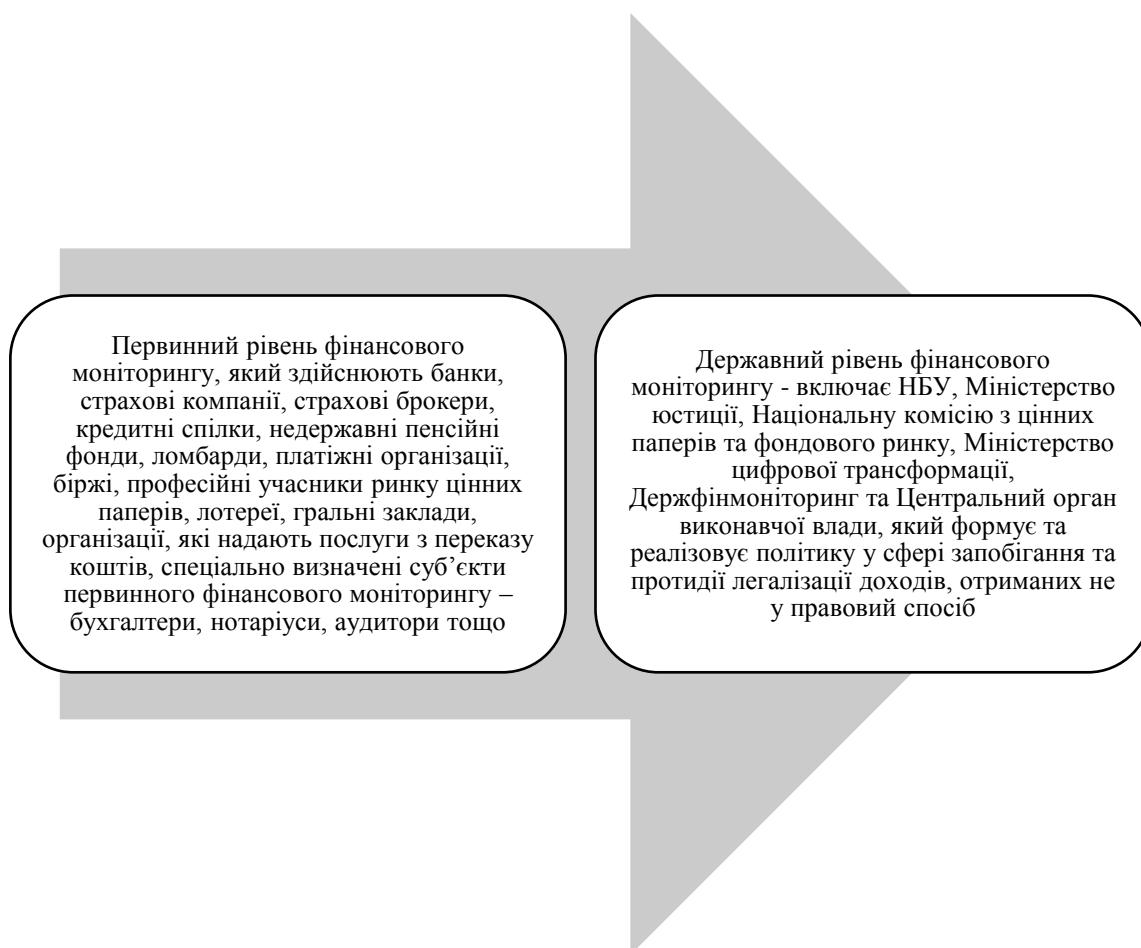 Первинний рівень фінансового
моніторингу, який здійснюють банки,
страхові компанії, страхові брокери,
кредитні спілки, недержавні пенсійні
фонди, ломбарди, платіжні організації,
біржі, професійні учасники ринку цінних
паперів, лотереї, гральні заклади,
організації, які надають послуги з переказу
коштів, спеціально визначені суб’єкти
первинного фінансового моніторингу –
бухгалтери, нотаріуси, аудитори тощо
Державний рівень фінансового
моніторингу - включає НБУ, Міністерство
юстиції, Національну комісію з цінних
паперів та фондового ринку, Міністерство
цифрової трансформації,
Держфінмоніторинг та Центральний орган
виконавчої влади, який формує та
реалізовує політику у сфері запобігання та
протидії легалізації доходів, отриманих не
у правовий спосіб